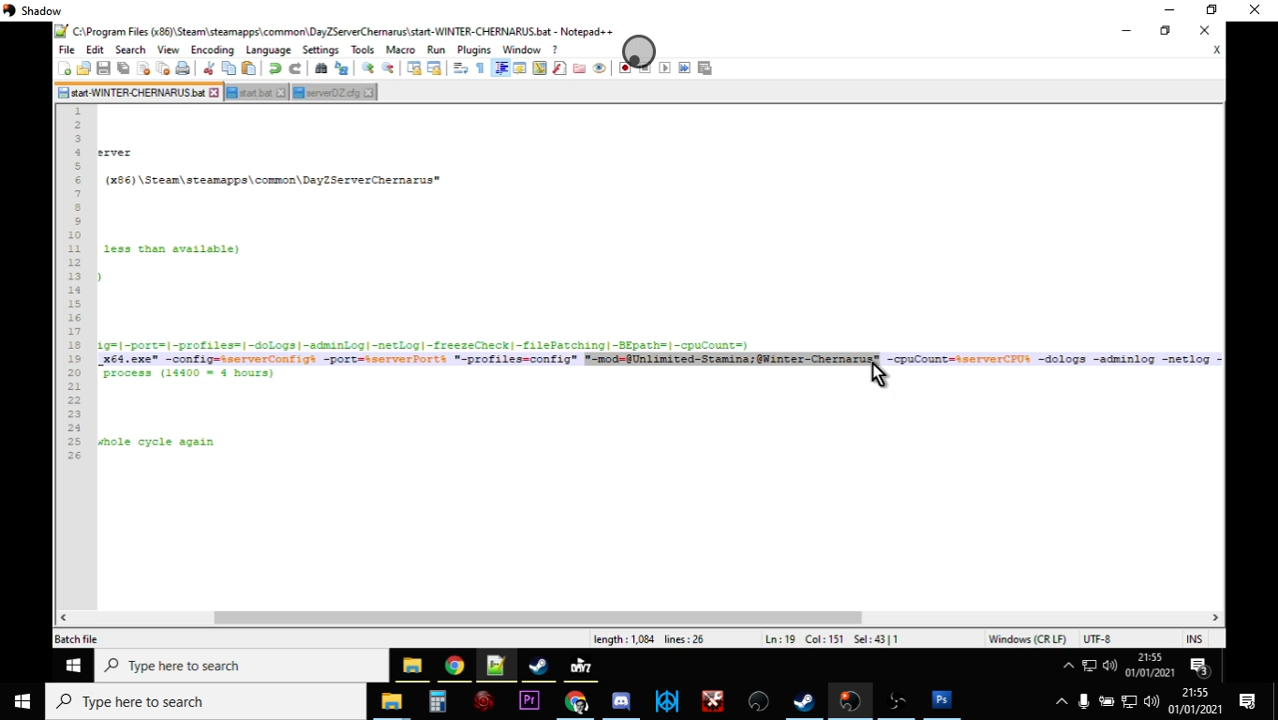 Shadow
C:\Program Files (x86)\Steam\steamapps\common\DayZServerChernarus\start-WINTER-CHERNARUS.bat - Notepad++
File Edit Search View Encoding Language Settings Tools Macro Run Plugins Window ? X
start-WINTER-CHERNARUS.bat start.bat serverDZ.cfg
1
2
3
4 erver
5
6 (x86)\Steam\steamapps\common\DayZServerChernarus"
7
8
9
10
11 less than available)
12
13 )
14
15
16
17
18 ig=|-port=|-profiles=|-doLogs|-adminLog|-netLog|-freezeCheck|-filePatching|-BEpath=|-cpuCount=)
19 _x64.exe" -config=%serverConfig% -port=%serverPort% "-profiles=config" "-mod=@Unlimited-Stamina;@Winter-Chernarus" -cpuCount=%serverCPU% -dologs -adminlog -netlog -
20 process (14400 = 4 hours)
21
22
23
24
25 whole cycle again
26
Batch file length : 1,084 lines : 26 Ln : 19 Col : 151 Sel : 43 | 1 Windows (CR LF) UTF-8 INS
Type here to search DAYZ 21:55
01/01/2021 3
Type here to search Pr Ps 21:55
01/01/2021